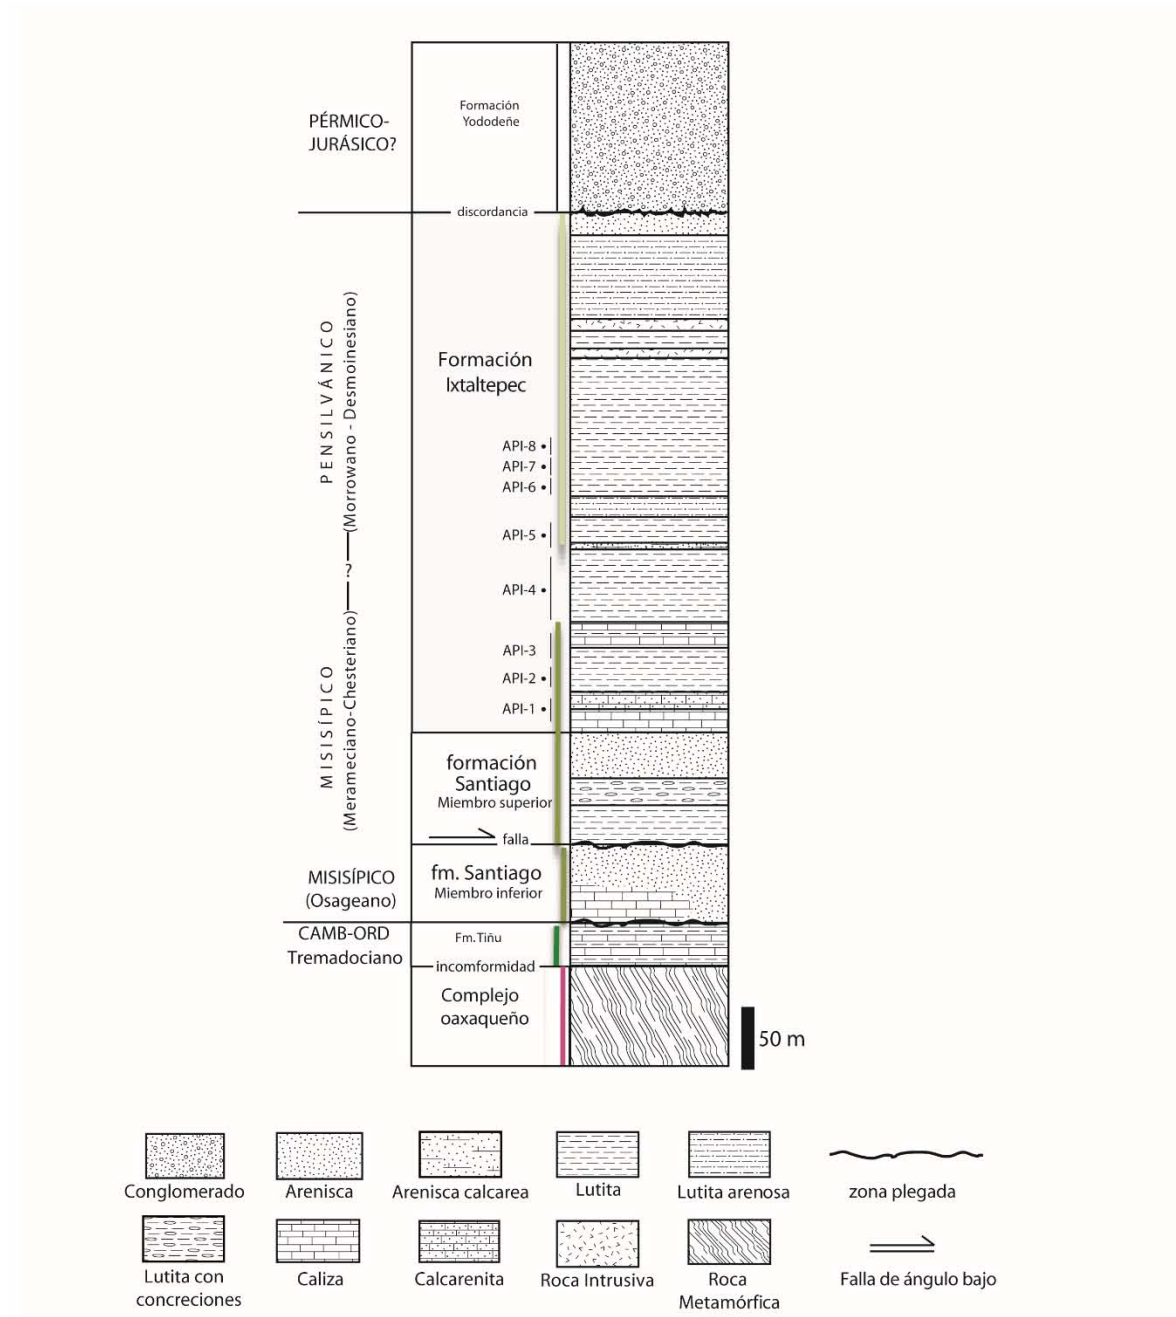 PÉRMICO-
JURÁSICO?
Formación
Yododeñe
discordancia
PENSILVÁNICO
(Morrowano - Desmoinesiano)
Formación
Ixtaltepec
API-8
API-7
API-6
API-5
API-4
?
API-3
API-2
API-1
MISISÍPICO
(Merameciano-Chesteriano)
formación
Santiago
Miembro superior
falla
MISISÍPICO
(Osageano)
fm. Santiago
Miembro inferior
CAMB-ORD
Tremadociano
Fm. Tiñu
incomformidad
Complejo
oaxaqueño
50 m
Conglomerado
Arenisca
Arenisca calcarea
Lutita
Lutita arenosa
zona plegada
Lutita con
concreciones
Caliza
Calcarenita
Roca Intrusiva
Roca
Metamórfica
Falla de ángulo bajo